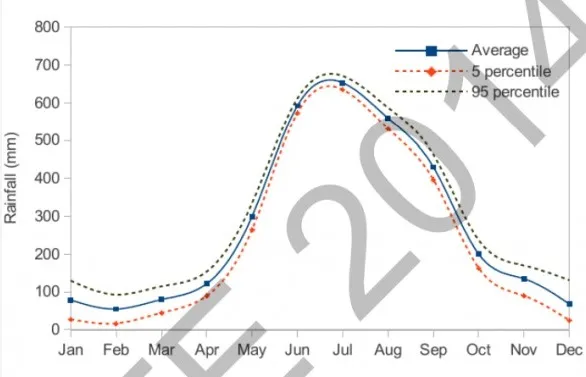 800
700
600
500
400
300
200
100
0
Rainfall (mm)
Average
5 percentile
95 percentile
Jan Feb Mar Apr May Jun Jul Aug Sep Oct Nov Dec
E 2014